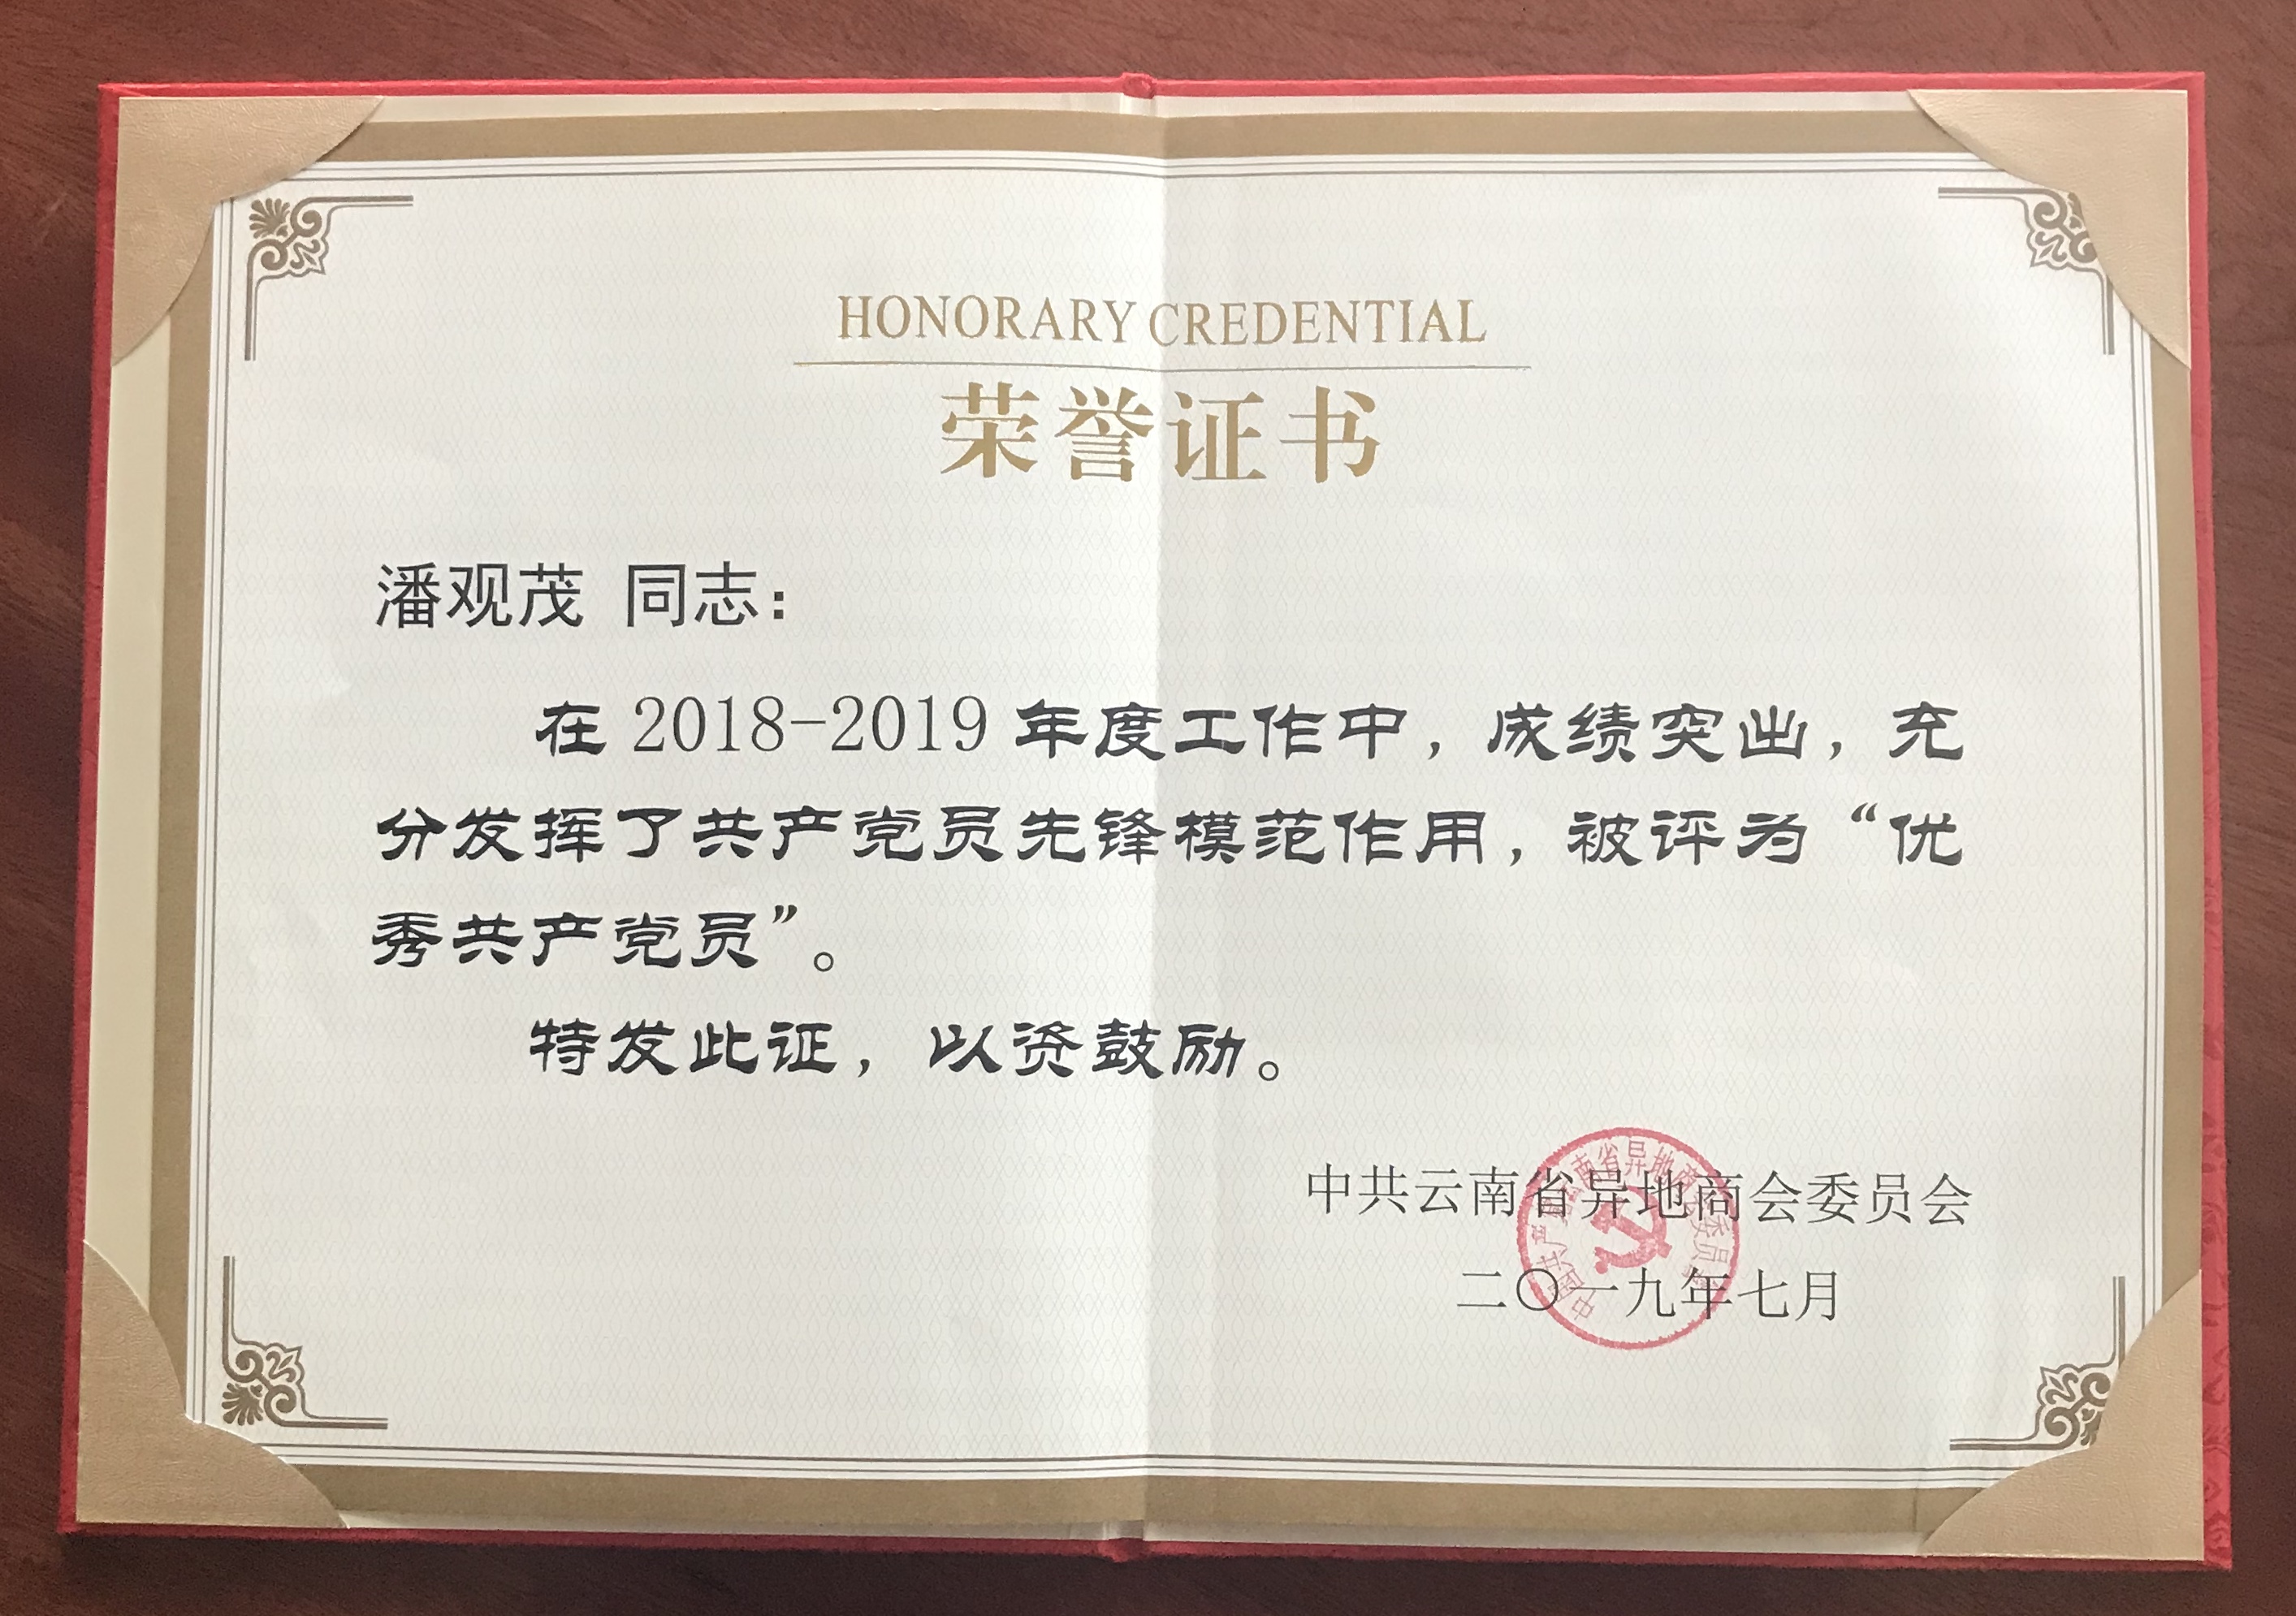 HONORARY CREDENTIAL
荣誉证书
潘观茂 同志：
在 2018-2019 年度工作中，成绩突出，充
分发挥了共产党员先锋模范作用，被评为“优
秀共产党员”。
特发此证，以资鼓励。
中共云南省异地商会委员会
二〇一九年七月